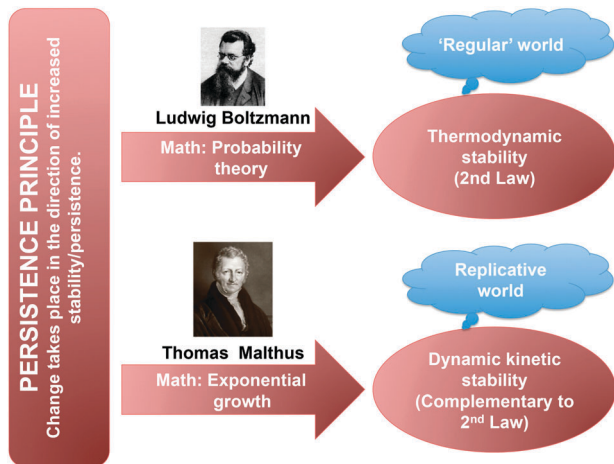 PERSISTENCE PRINCIPLE
Change takes place in the direction of increased
stability/persistence.
Ludwig Boltzmann
Math: Probability
theory
‘Regular’ world
Thermodynamic
stability
(2nd Law)
Thomas Malthus
Math: Exponential
growth
Replicative
world
Dynamic kinetic
stability
(Complementary to
2nd Law)